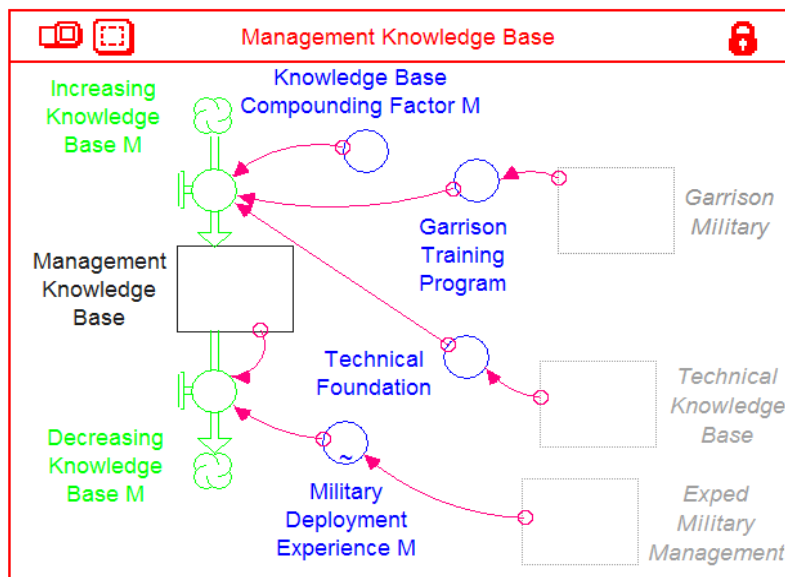 Management Knowledge Base
Increasing
Knowledge
Base M
Knowledge Base
Compounding Factor M
Garrison
Military
Garrison
Training
Program
Management
Knowledge
Base
Technical
Foundation
Technical
Knowledge
Base
Decreasing
Knowledge
Base M
~
Military
Deployment
Experience M
Exped
Military
Management